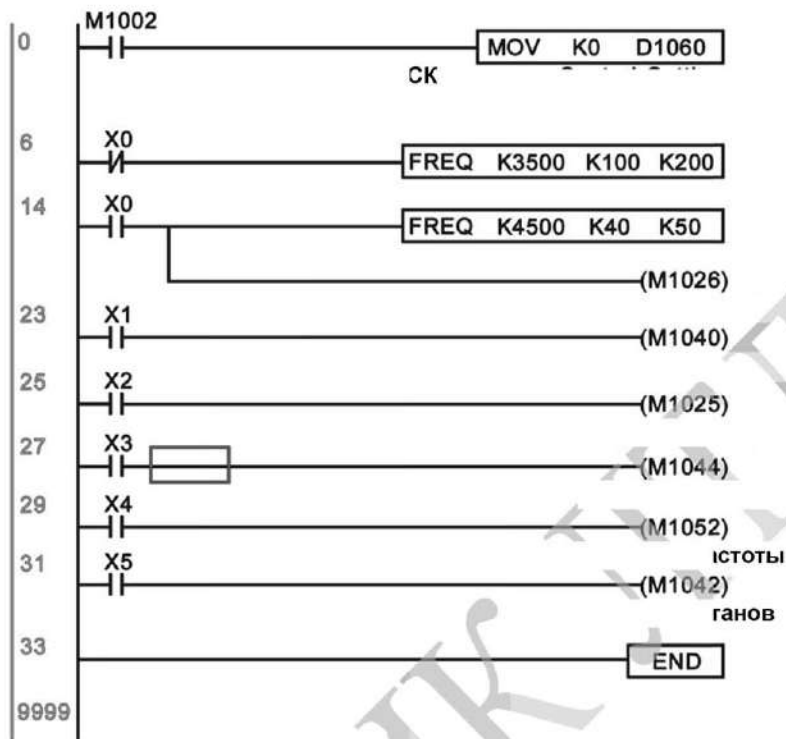 M1002
0
MOV K0 D1060
СК
X0
6
FREQ K3500 K100 K200
X0
14
FREQ K4500 K40 K50
(M1026)
X1
23
(M1040)
X2
25
(M1025)
X3
27
(M1044)
X4
29
(M1052)
X5
31
(M1042)
ганов
33
END
9999